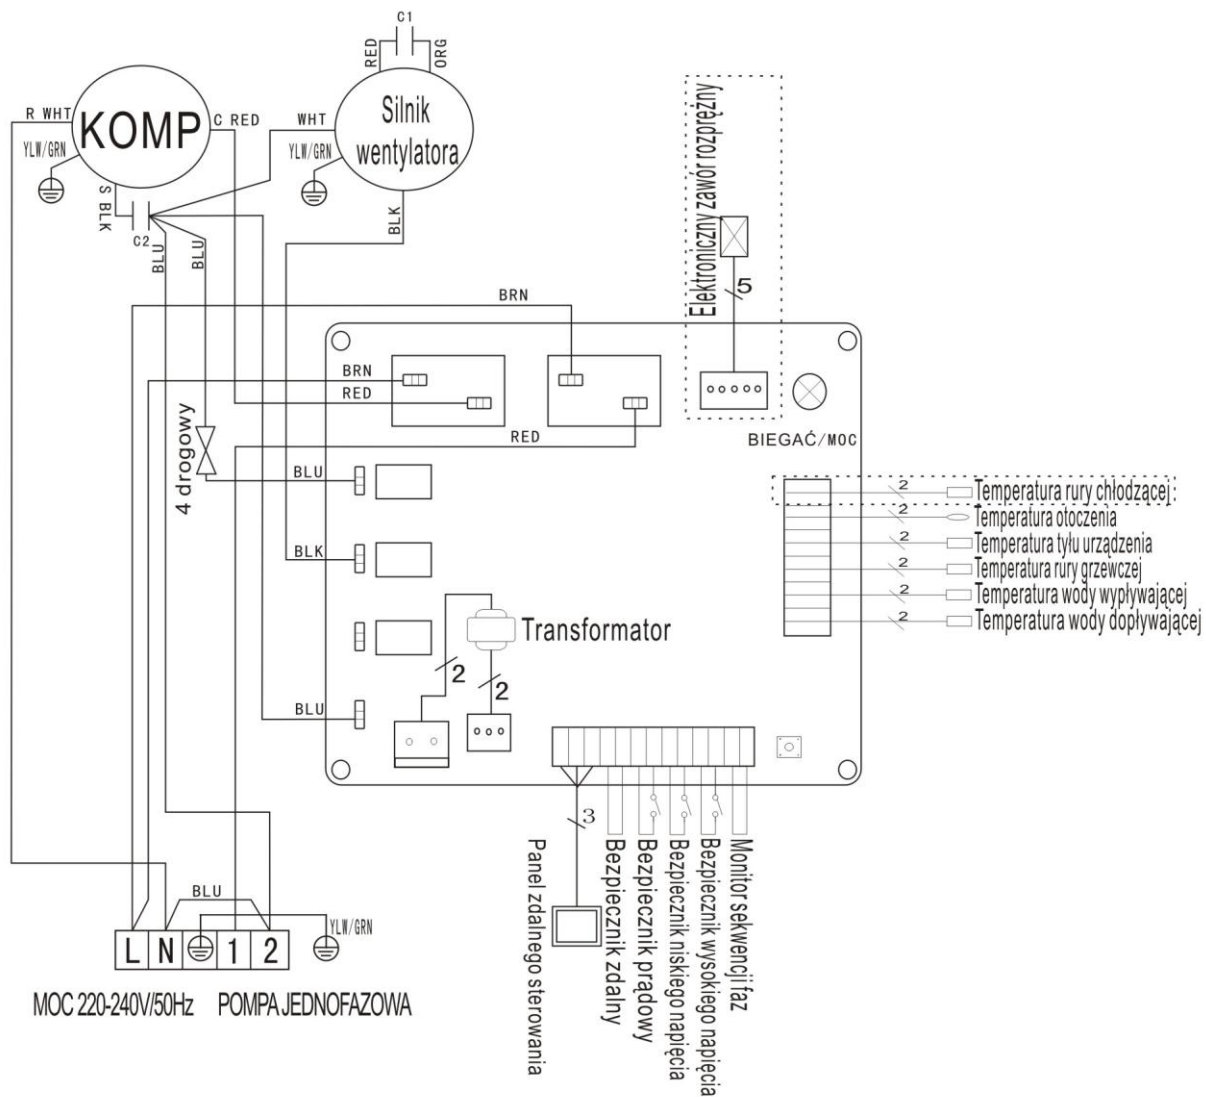 C1
RED
ORG
R WHT
KOMP
C RED
WHT
Silnik
wentylatora
YLW/GRN
YLW/GRN
S BLK
C2
BLU
BLU
BLK
Elektroniczny zawór rozprężny
5
BRN
BRN
RED
RED
BIEGAĆ/MOC
4 drogowy
BLU
BLK
BLU
Transformator
2
2
2
Temperatura rury chłodzącej
2
Temperatura otoczenia
2
Temperatura tyłu urządzenia
2
Temperatura rury grzewczej
2
Temperatura wody wypływającej
2
Temperatura wody dopływającej
3
Panel zdalnego sterowania
Bezpiecznik zdalny
Bezpiecznik prądowy
Bezpiecznik niskiego napięcia
Bezpiecznik wysokiego napięcia
Monitor sekwencji faz
BLU
YLW/GRN
L N 1 2
MOC 220-240V/50Hz POMPA JEDNOFAZOWA